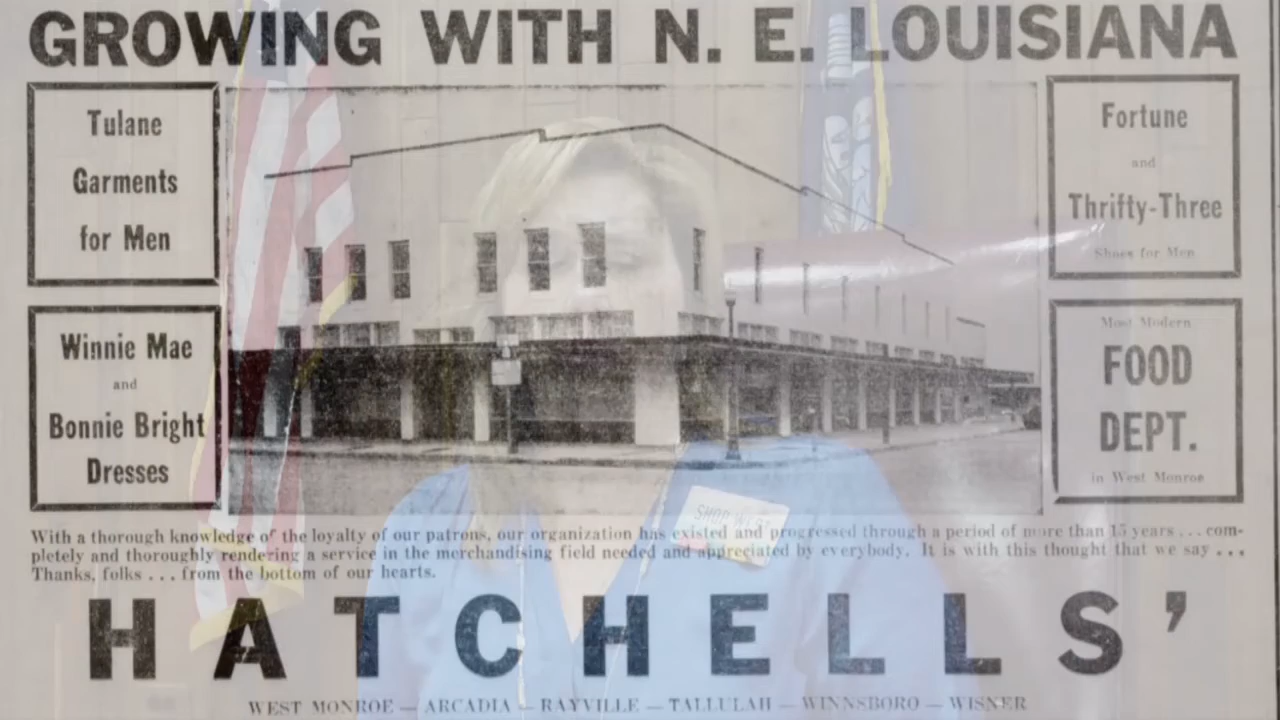 GROWING WITH N. E. LOUISIANA
Tulane
Garments
for Men
Winnie Mae
and
Bonnie Bright
Dresses
Fortune
and
Thrifty-Three
Shoes for Men
Most Modern
FOOD
DEPT.
in West Monroe
With a thorough knowledge of the loyalty of our patrons, our organization has existed and progressed through a period of more than 15 years . . . com-
pletely and thoroughly rendering a service in the merchandising field needed and appreciated by everybody. It is with this thought that we say . . .
Thanks, folks . . . from the bottom of our hearts.
SHOP WEST
HATCHELLS'
WEST MONROE — ARCADIA — RAYVILLE — TALLULAH — WINNSBORO — WISNER